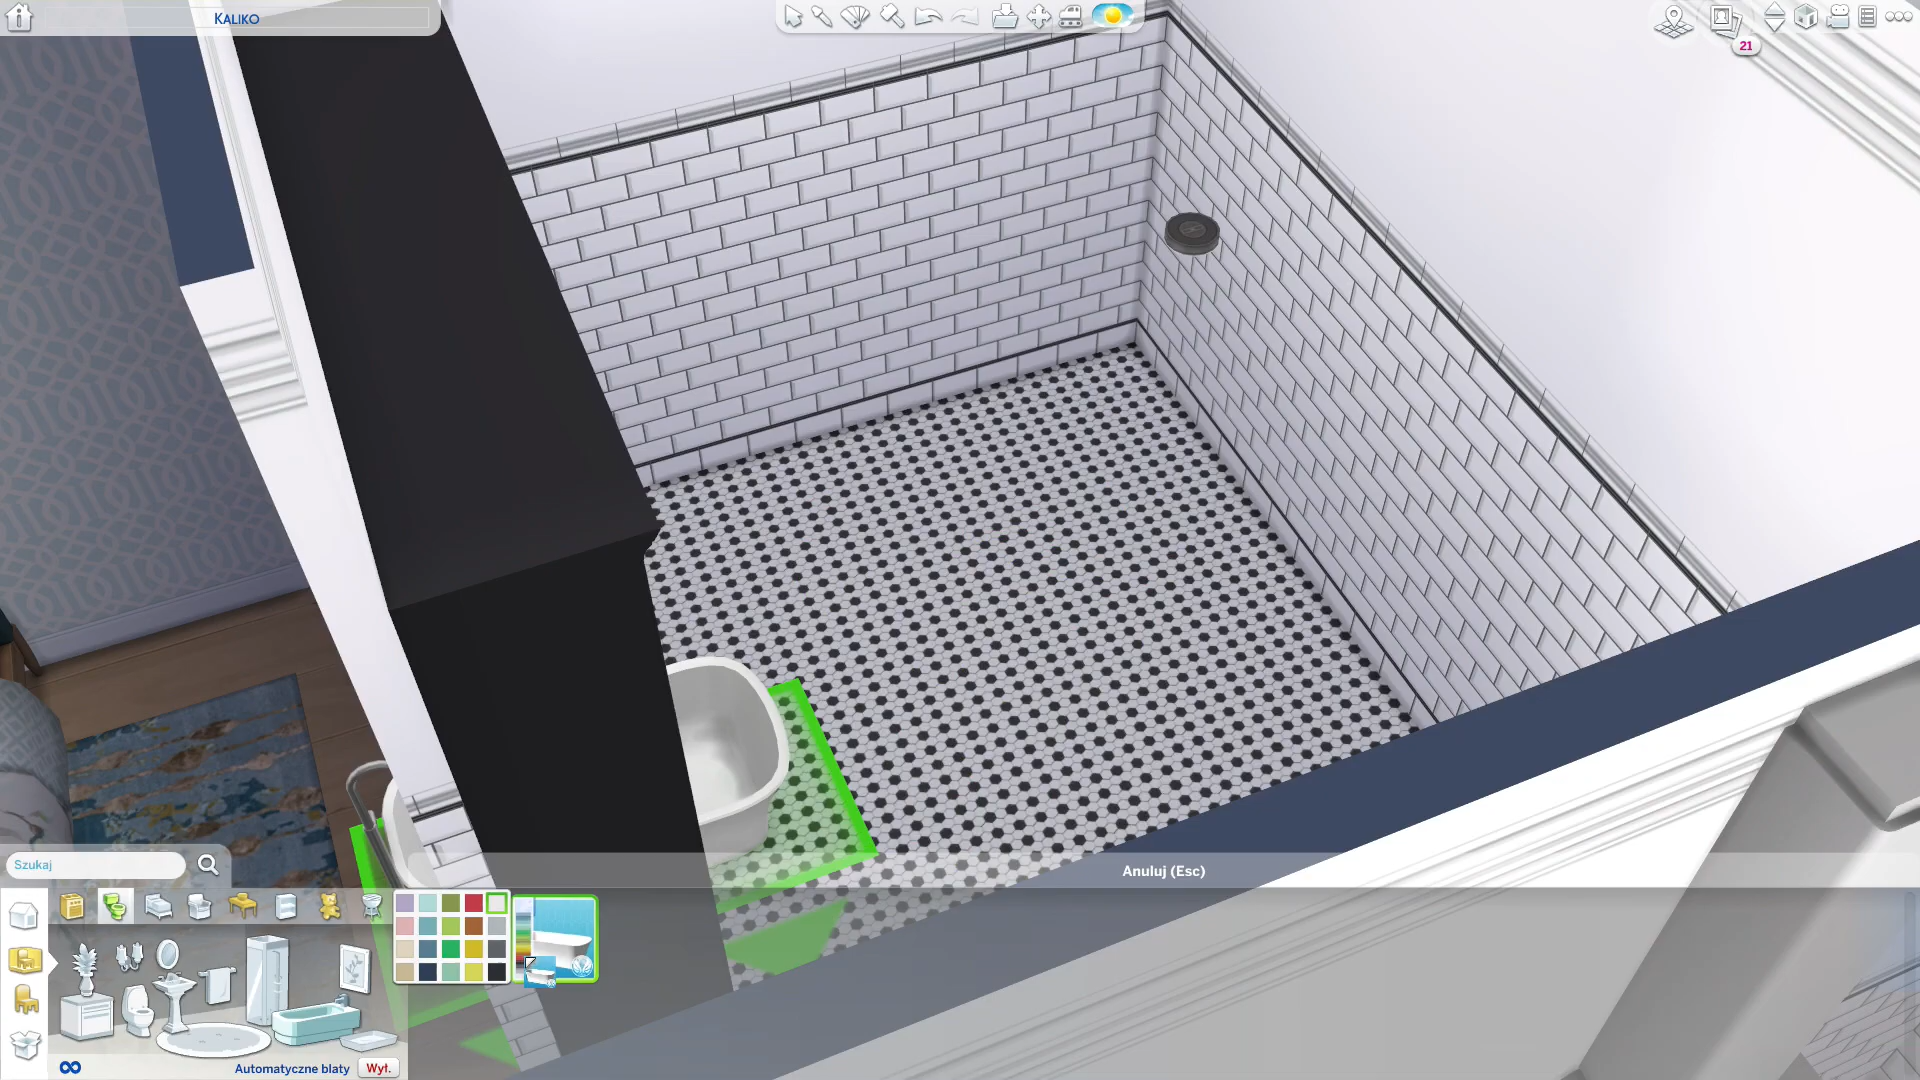 KALIKO
21
Szukaj
Anuluj (Esc)
Automatyczne blaty
Wył.